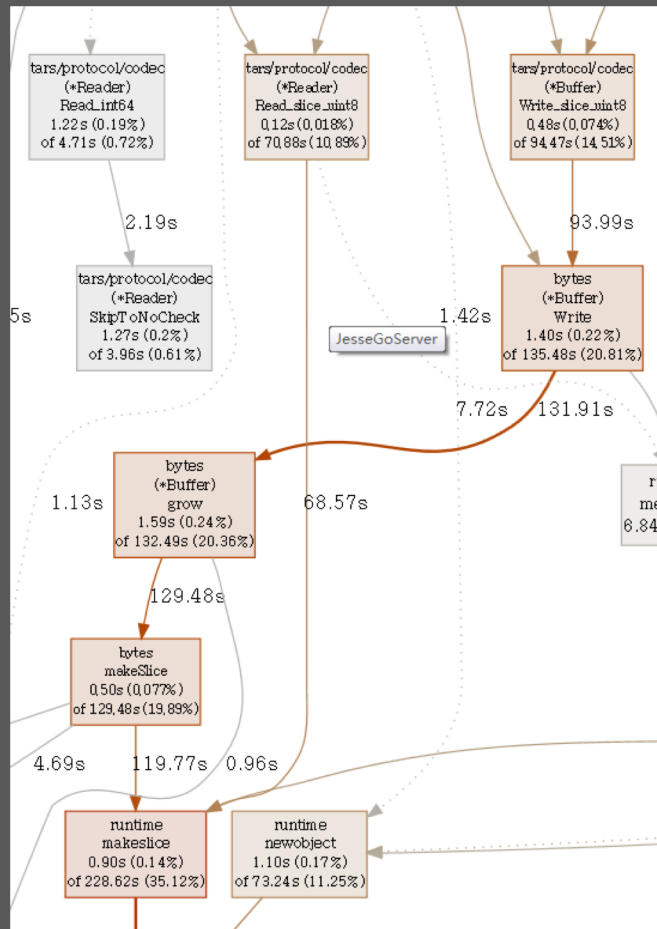 tars/protocol/codec
(*Reader)
Read_int64
1.22s (0.19%)
of 4.71s (0.72%)
tars/protocol/codec
(*Reader)
Read_slice_uint8
0.12s (0.018%)
of 70.88s (10.89%)
tars/protocol/codec
(*Buffer)
Write_slice_uint8
0.48s (0.074%)
of 94.47s (14.51%)
2.19s
93.99s
tars/protocol/codec
(*Reader)
SkipToNoCheck
1.27s (0.2%)
of 3.96s (0.61%)
5s
JesseGoServer
1.42s
bytes
(*Buffer)
Write
1.40s (0.22%)
of 135.48s (20.81%)
7.72s
131.91s
bytes
(*Buffer)
grow
1.59s (0.24%)
of 132.49s (20.36%)
1.13s
68.57s
r
me
6.84
129.48s
bytes
makeSlice
0.50s (0.077%)
of 129.48s (19.89%)
4.69s
119.77s
0.96s
runtime
makeslice
0.90s (0.14%)
of 228.62s (35.12%)
runtime
newobject
1.10s (0.17%)
of 73.24s (11.25%)